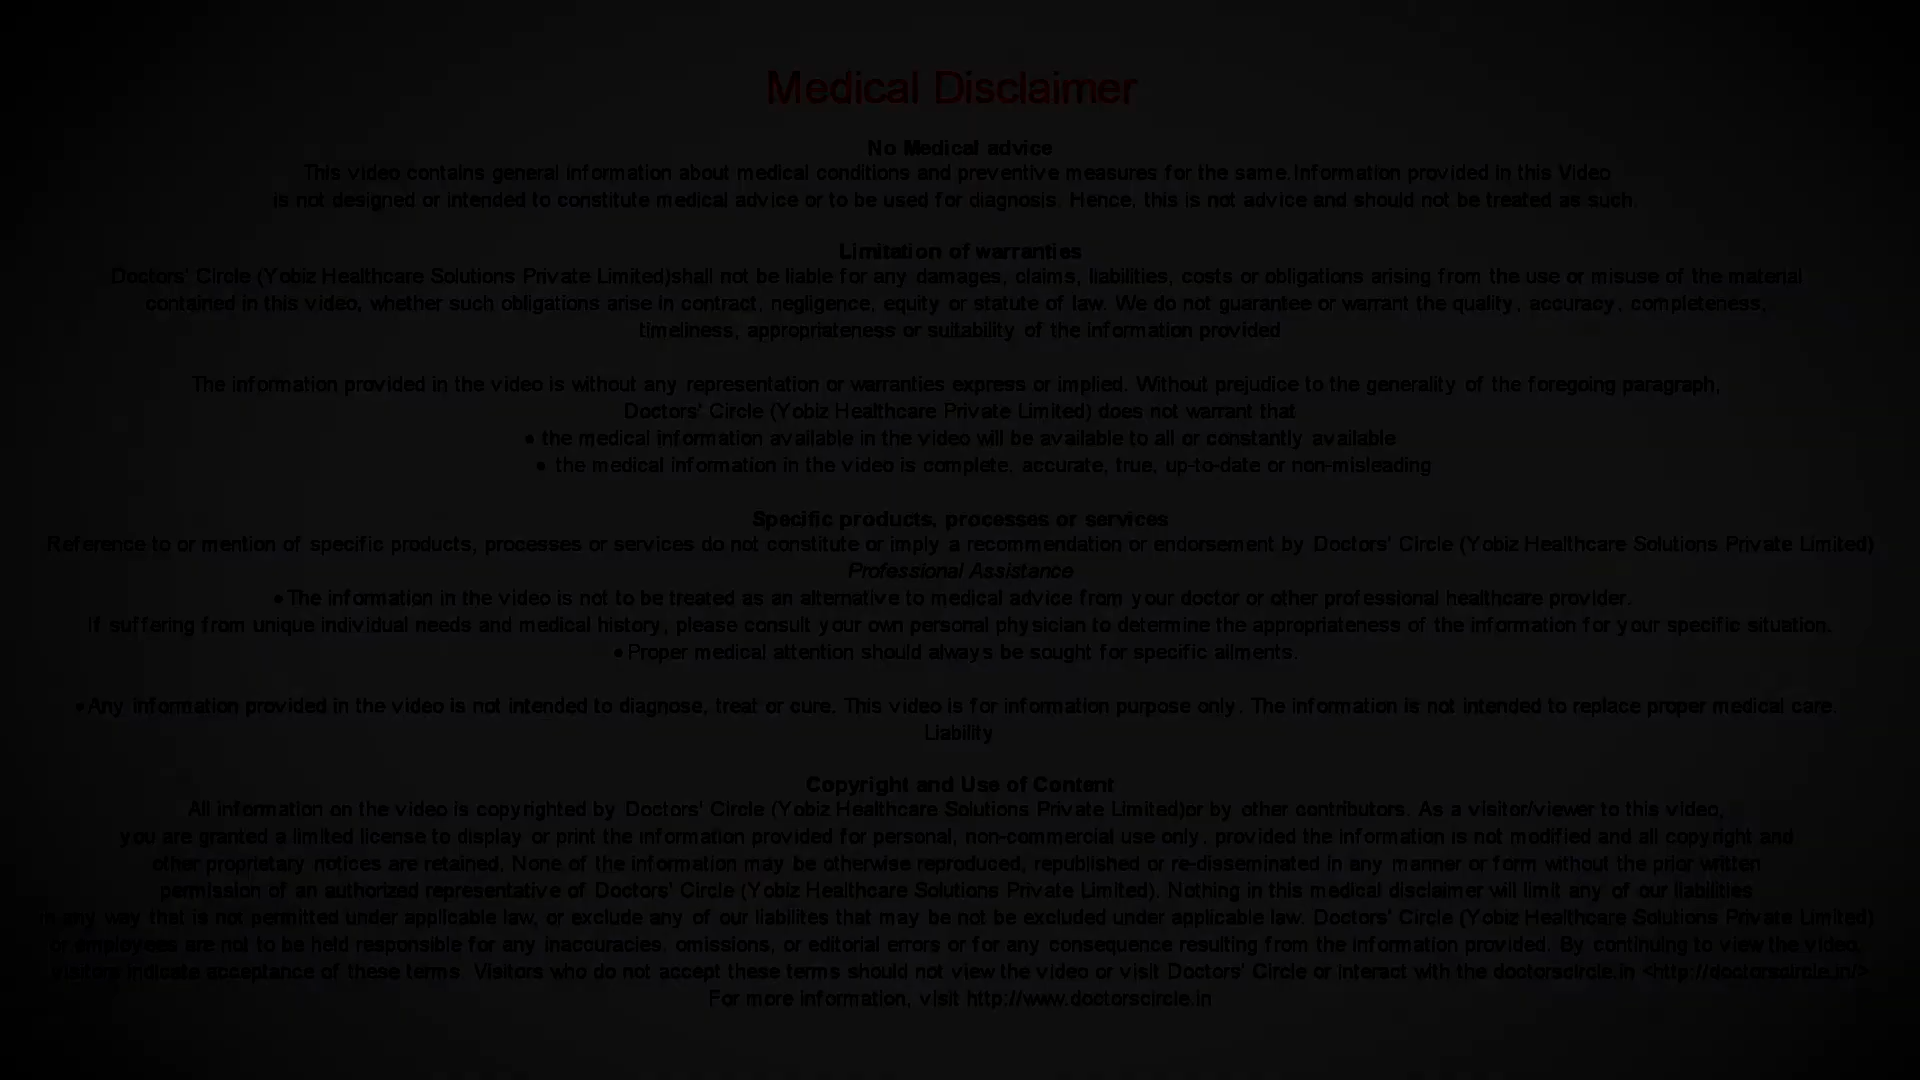 Medical Disclaimer
No Medical advice
This video contains general information about medical conditions and preventive measures for the same.Information provided in this Video
is not designed or intended to constitute medical advice or to be used for diagnosis. Hence, this is not advice and should not be treated as such.
Limitation of warranties
Doctors' Circle (Yobiz Healthcare Solutions Private Limited)shall not be liable for any damages, claims, liabilities, costs or obligations arising from the use or misuse of the material
contained in this video, whether such obligations arise in contract, negligence, equity or statute of law. We do not guarantee or warrant the quality, accuracy, completeness,
timeliness, appropriateness or suitability of the information provided
The information provided in the video is without any representation or warranties express or implied. Without prejudice to the generality of the foregoing paragraph,
Doctors' Circle (Yobiz Healthcare Private Limited) does not warrant that
• the medical information available in the video will be available to all or constantly available
• the medical information in the video is complete, accurate, true, up-to-date or non-misleading
Specific products, processes or services
Reference to or mention of specific products, processes or services do not constitute or imply a recommendation or endorsement by Doctors' Circle (Yobiz Healthcare Solutions Private Limited)
Professional Assistance
•The information in the video is not to be treated as an alternative to medical advice from your doctor or other professional healthcare provider.
If suffering from unique individual needs and medical history, please consult your own personal physician to determine the appropriateness of the information for your specific situation.
•Proper medical attention should always be sought for specific ailments.
•Any information provided in the video is not intended to diagnose, treat or cure. This video is for information purpose only. The information is not intended to replace proper medical care.
Liability
Copyright and Use of Content
All information on the video is copyrighted by Doctors' Circle (Yobiz Healthcare Solutions Private Limited)or by other contributors. As a visitor/viewer to this video,
you are granted a limited license to display or print the information provided for personal, non-commercial use only, provided the information is not modified and all copyright and
other proprietary notices are retained. None of the information may be otherwise reproduced, republished or re-disseminated in any manner or form without the prior written
permission of an authorized representative of Doctors' Circle (Yobiz Healthcare Solutions Private Limited). Nothing in this medical disclaimer will limit any of our liabilities
in any way that is not permitted under applicable law, or exclude any of our liabilites that may be not be excluded under applicable law. Doctors' Circle (Yobiz Healthcare Solutions Private Limited)
or employees are not to be held responsible for any inaccuracies, omissions, or editorial errors or for any consequence resulting from the information provided. By continuing to view the video,
visitors indicate acceptance of these terms. Visitors who do not accept these terms should not view the video or visit Doctors' Circle or interact with the doctorscircle.in <http://doctorscircle.in/>
For more information, visit http://www.doctorscircle.in